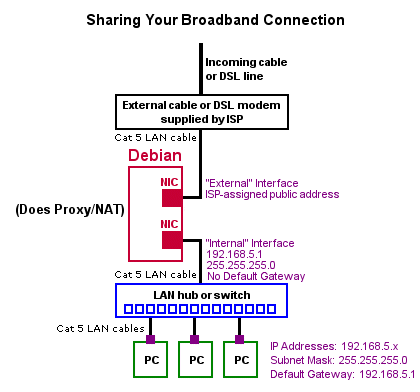 Sharing Your Broadband Connection
Incoming cable
or DSL line
External cable or DSL modem
supplied by ISP
Cat 5 LAN cable
Debian
NIC
"External" Interface
ISP-assigned public address
(Does Proxy/NAT)
NIC
"Internal" Interface
192.168.5.1
255.255.255.0
No Default Gateway
Cat 5 LAN cable
LAN hub or switch
Cat 5 LAN cables
PC
PC
PC
IP Addresses: 192.168.5.x
Subnet Mask: 255.255.255.0
Default Gateway: 192.168.5.1